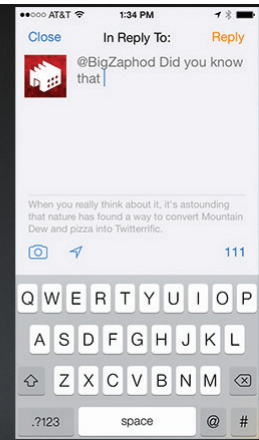 AT&T 1:34 PM
Close In Reply To: Reply
@BigZaphod Did you know
that
When you really think about it, it's astounding
that nature has found a way to convert Mountain
Dew and pizza into Twitterrific.
111
Q W E R T Y U I O P
A S D F G H J K L
Z X C V B N M
.?123 space @ #